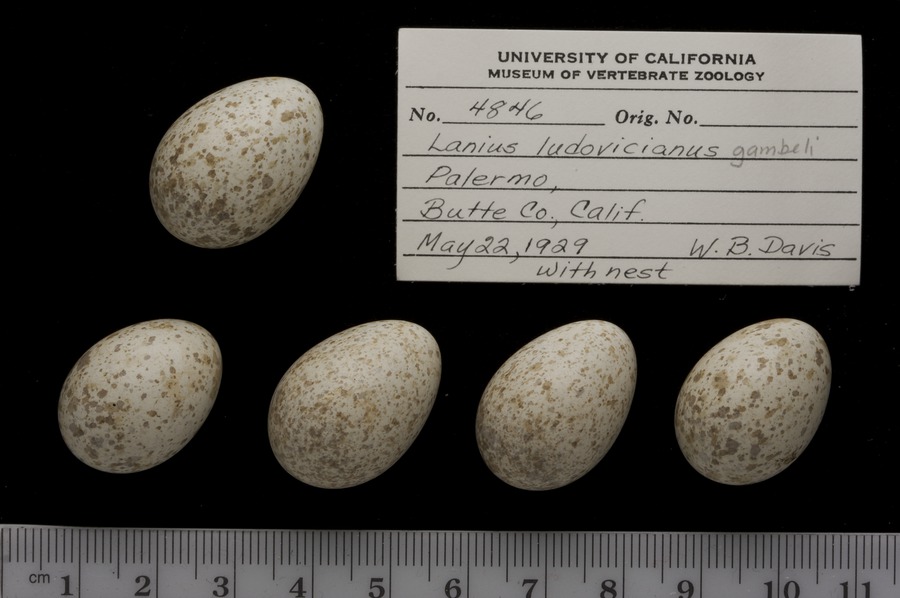 UNIVERSITY OF CALIFORNIA
MUSEUM OF VERTEBRATE ZOOLOGY
No. 4846 Orig. No.
Lanius ludovicianus gambeli
Palermo,
Butte Co., Calif.
May 22, 1929 W. B. Davis
with nest
cm 1 2 3 4 5 6 7 8 9 10 11